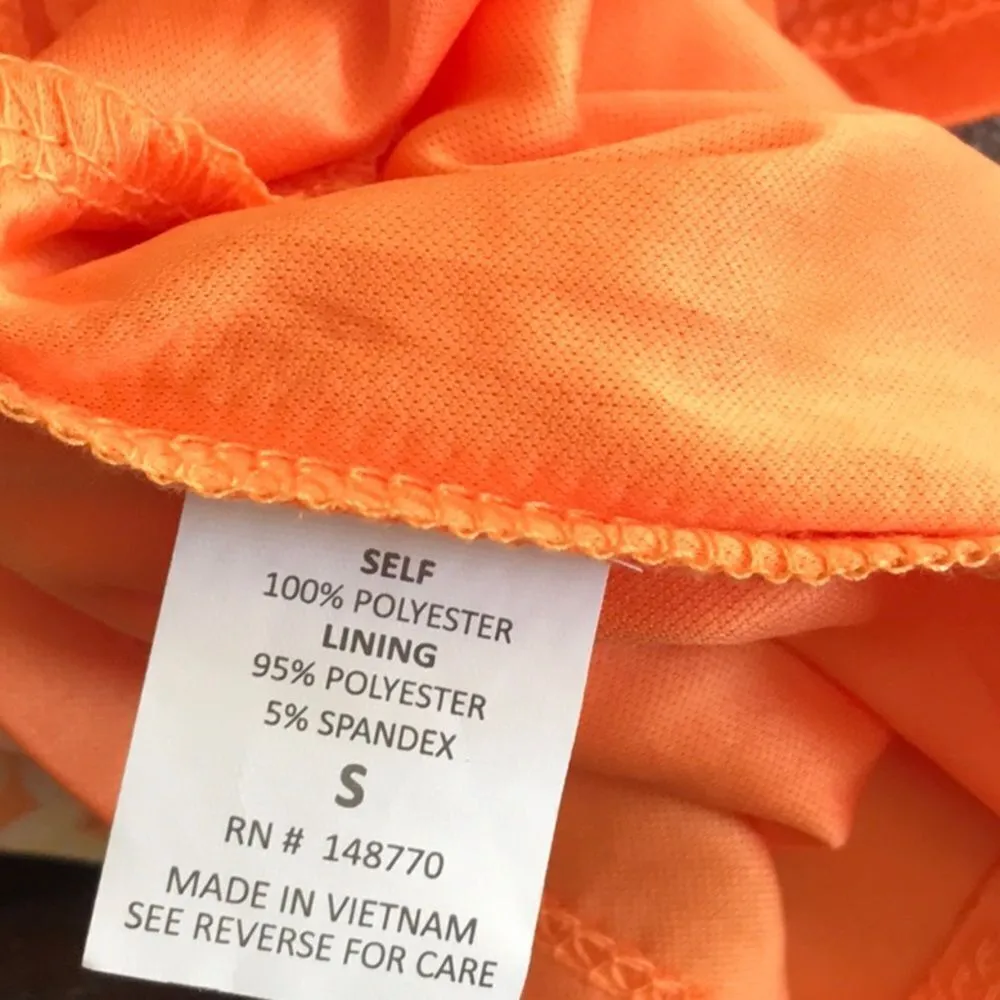 SELF
100% POLYESTER
LINING
95% POLYESTER
5% SPANDEX
S
RN # 148770
MADE IN VIETNAM
SEE REVERSE FOR CARE